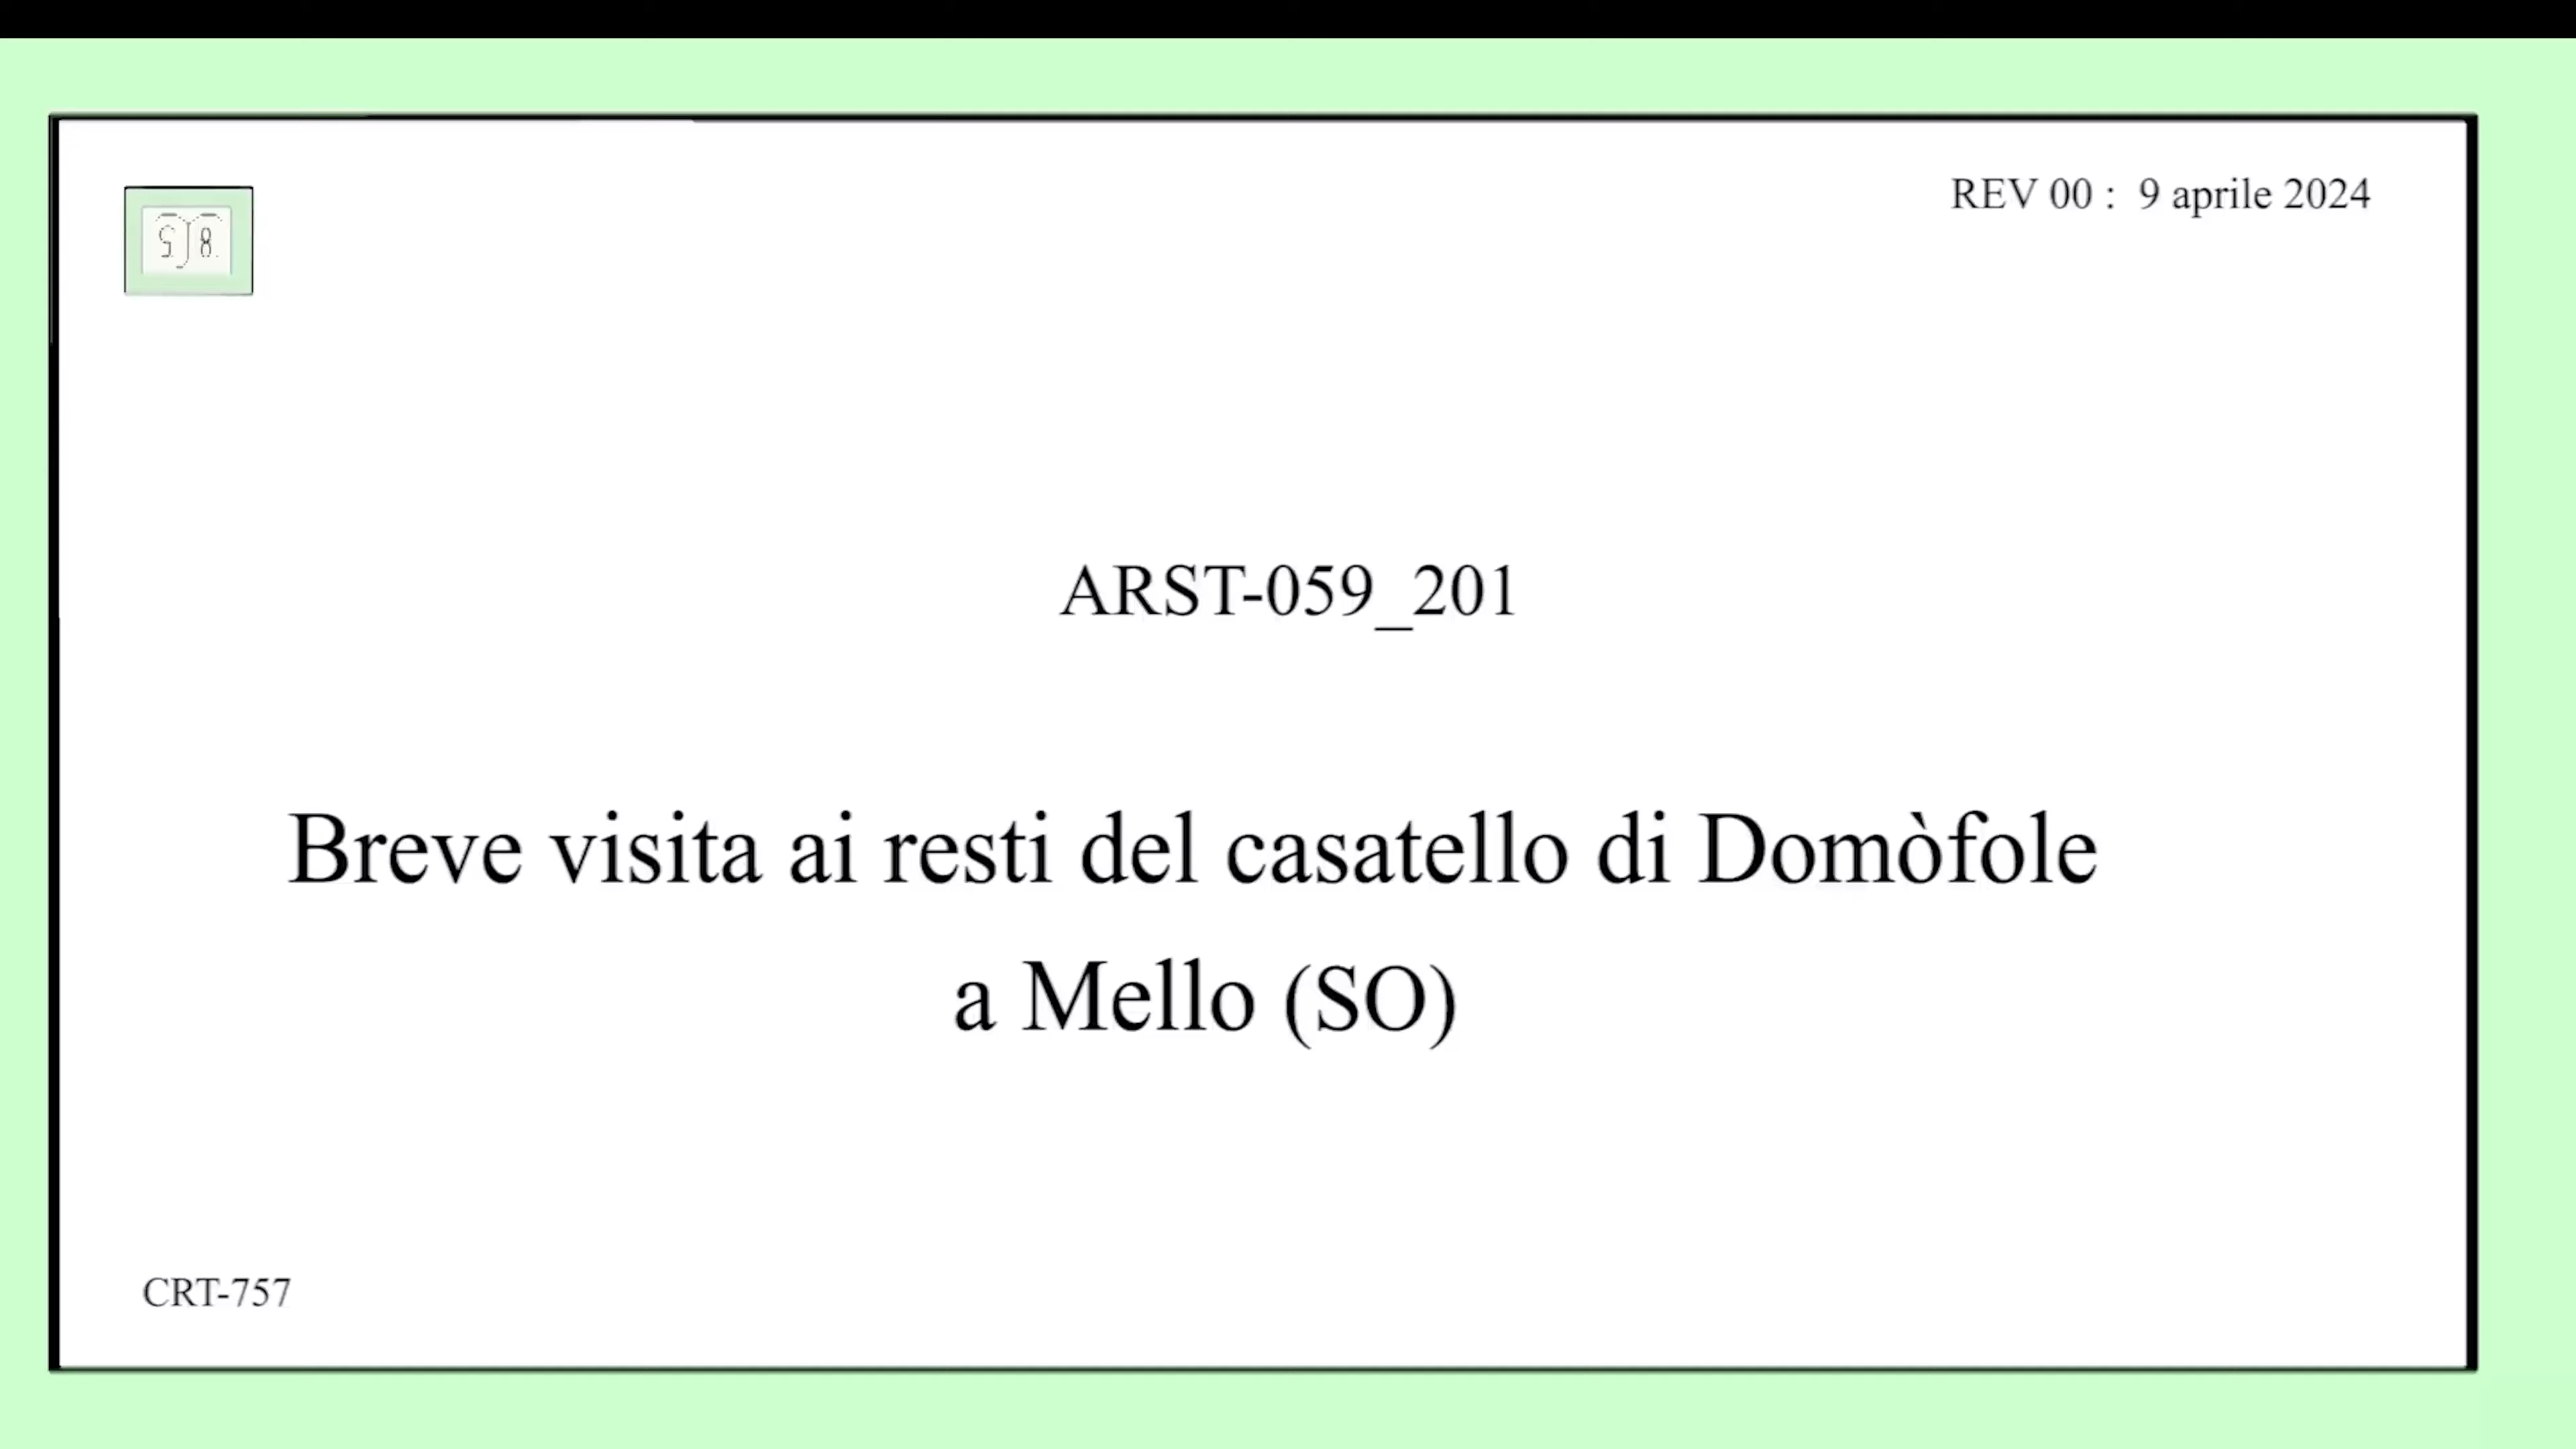 REV 00 : 9 aprile 2024
ARST-059_201
Breve visita ai resti del casatello di Domòfole
a Mello (SO)
CRT-757